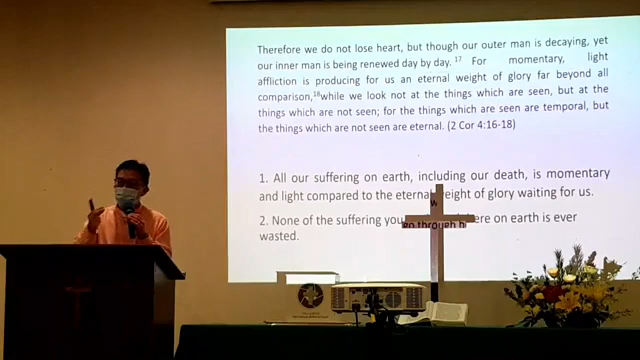 Therefore we do not lose heart, but though our outer man is decaying, yet
our inner man is being renewed day by day. 17 For momentary, light
affliction is producing for us an eternal weight of glory far beyond all
comparison,18while we look not at the things which are seen, but at the
things which are not seen; for the things which are seen are temporal, but
the things which are not seen are eternal. (2 Cor 4:16-18)
1. All our suffering on earth, including our death, is momentary
and light compared to the eternal weight of glory waiting for us.
2. None of the suffering you go through here on earth is ever
wasted.